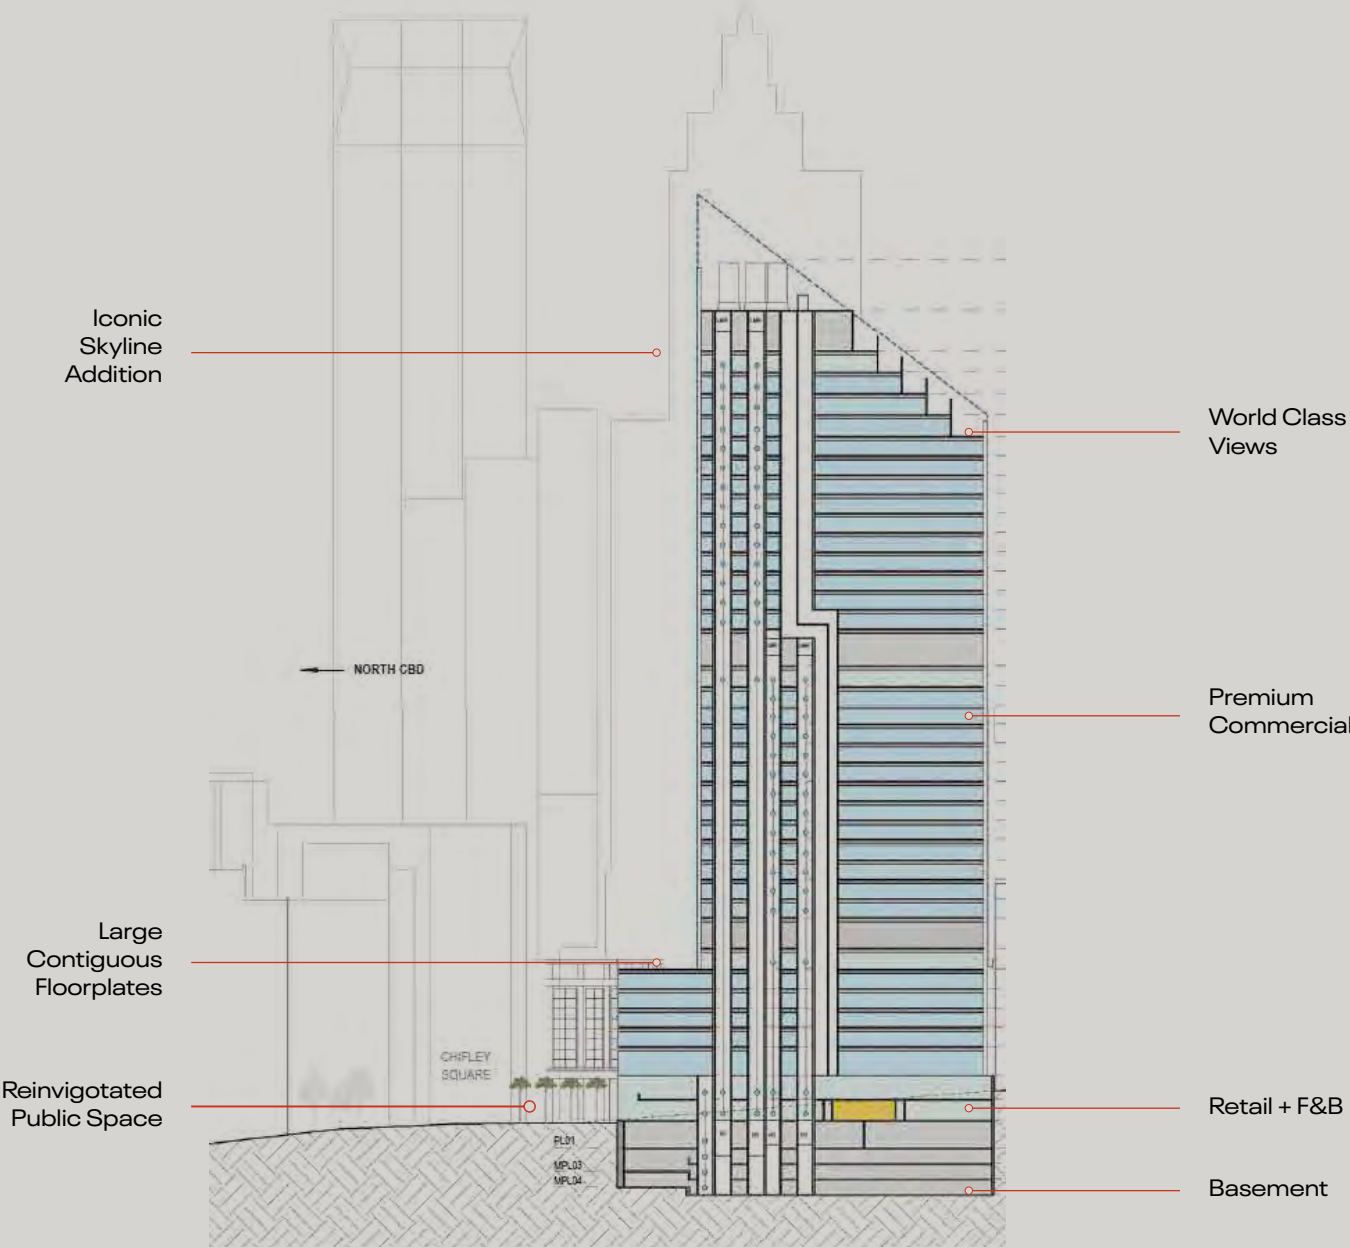 Iconic
Skyline
Addition
World Class
Views
NORTH CBD
Premium
Commercial
Large
Contiguous
Floorplates
CHIFLEY
SQUARE
Reinvigotated
Public Space
Retail + F&B
PL01
MPL03
MPL04
Basement